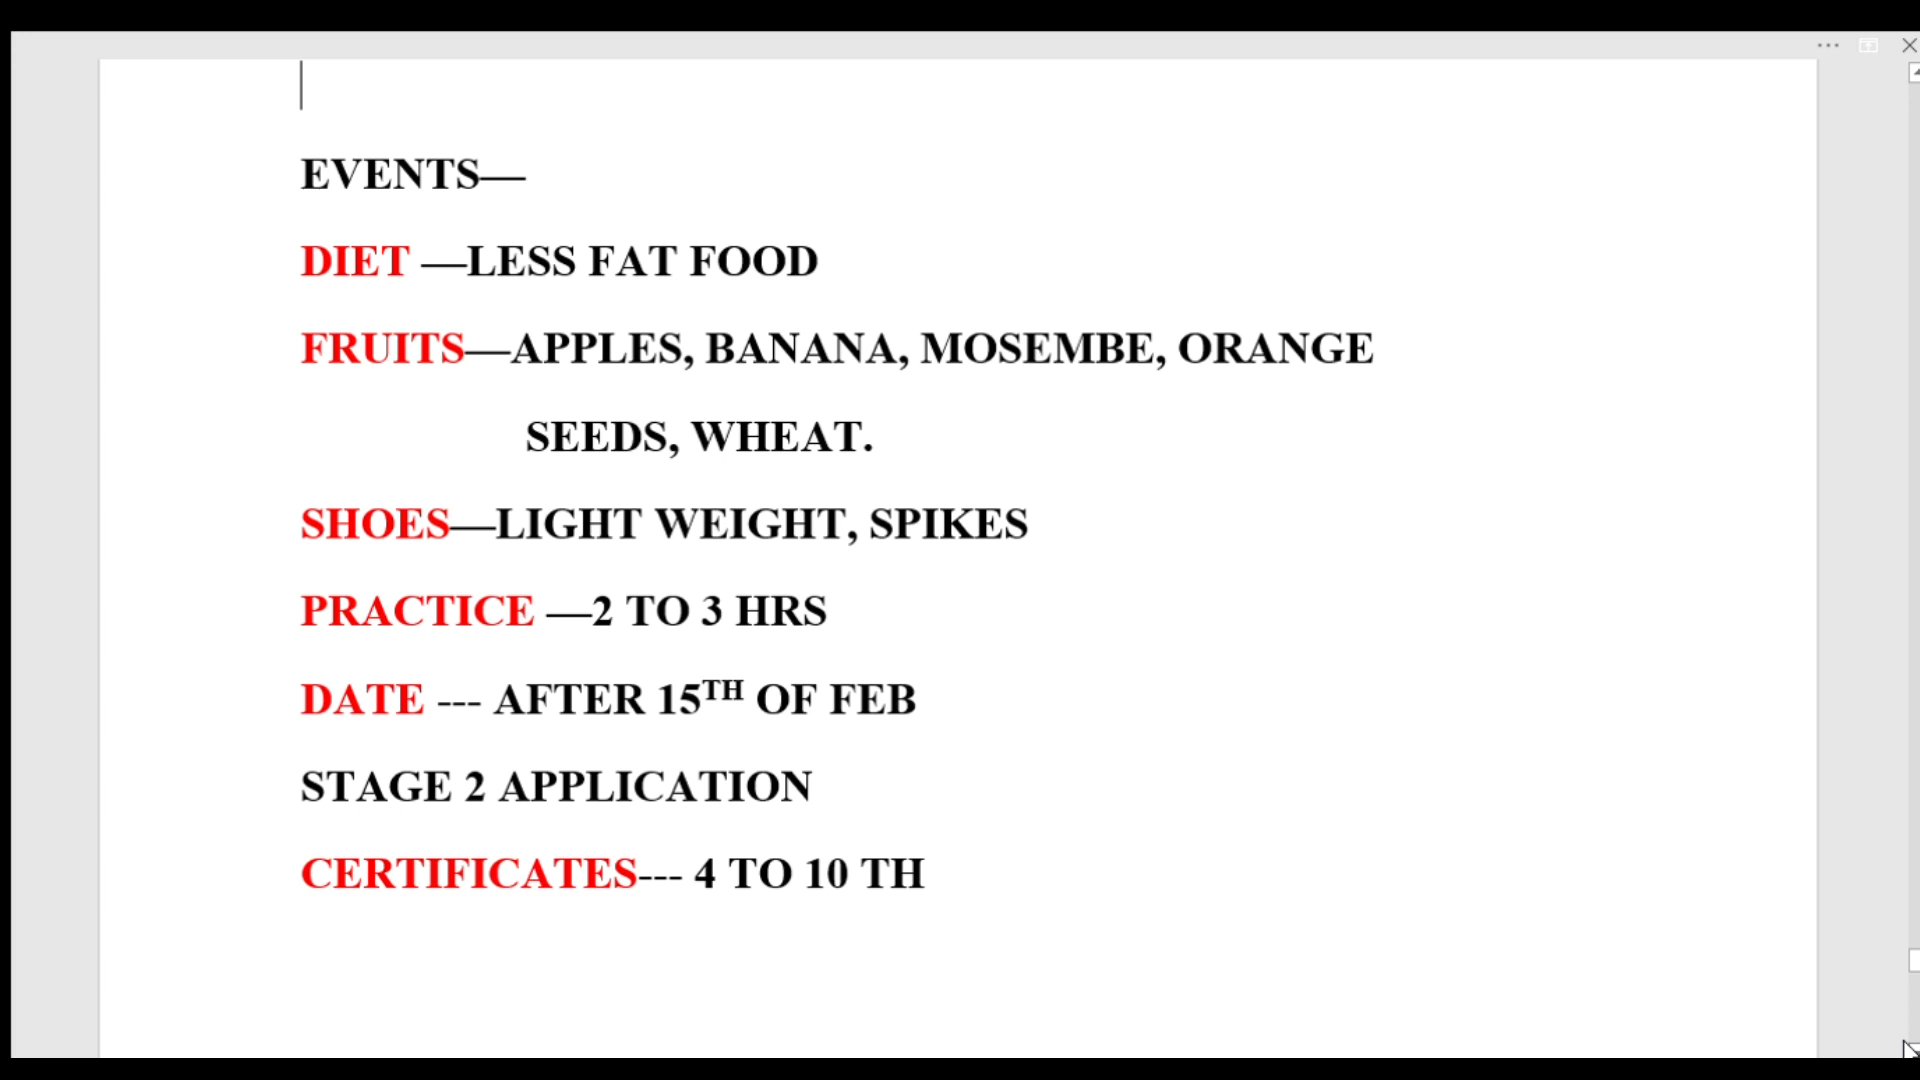 EVENTS—
DIET —LESS FAT FOOD
FRUITS—APPLES, BANANA, MOSEMBE, ORANGE
SEEDS, WHEAT.
SHOES—LIGHT WEIGHT, SPIKES
PRACTICE —2 TO 3 HRS
DATE --- AFTER 15TH OF FEB
STAGE 2 APPLICATION
CERTIFICATES--- 4 TO 10 TH